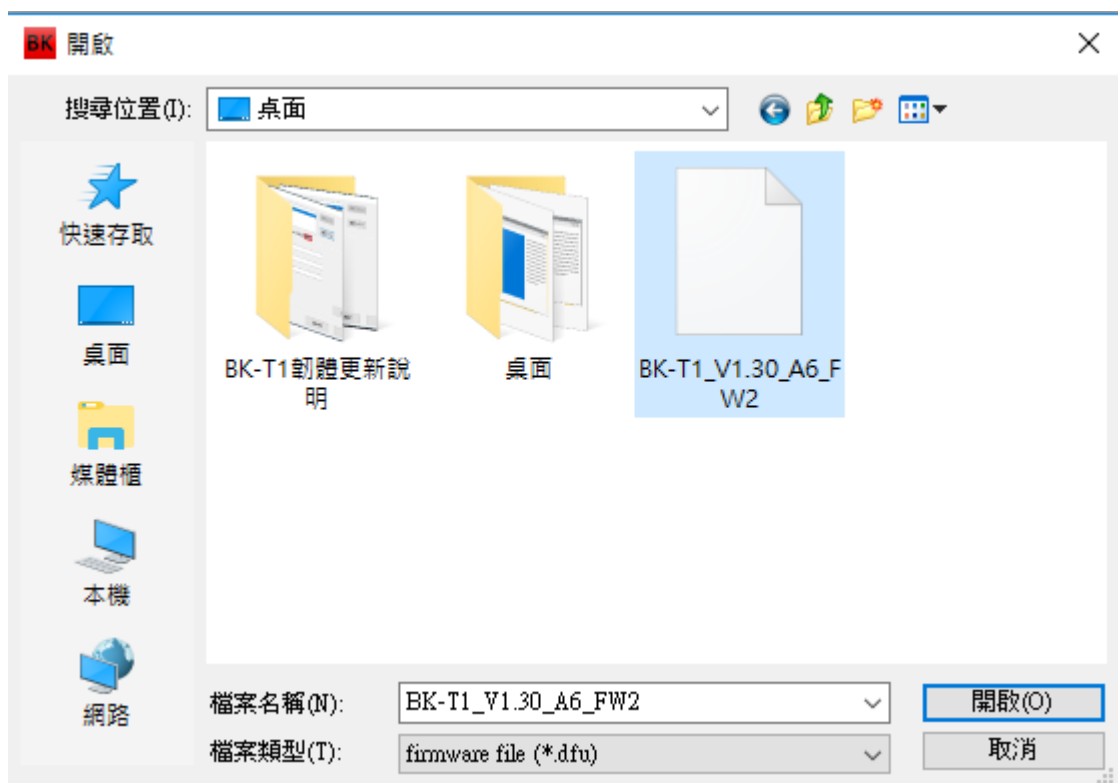 BK 開啟
搜尋位置(I): 桌面
快速存取
桌面
媒體櫃
本機
網路
BK-T1韌體更新說
明
桌面
BK-T1_V1.30_A6_F
W2
檔案名稱(N): BK-T1_V1.30_A6_FW2 開啟(O)
檔案類型(T): firmware file (*.dfu) 取消